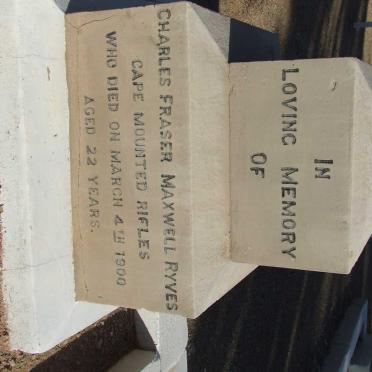 IN
LOVING MEMORY
OF
CHARLES FRASER MAXWELL RYVES
CAPE MOUNTED RIFLES
WHO DIED ON MARCH 4TH 1900
AGED 22 YEARS.